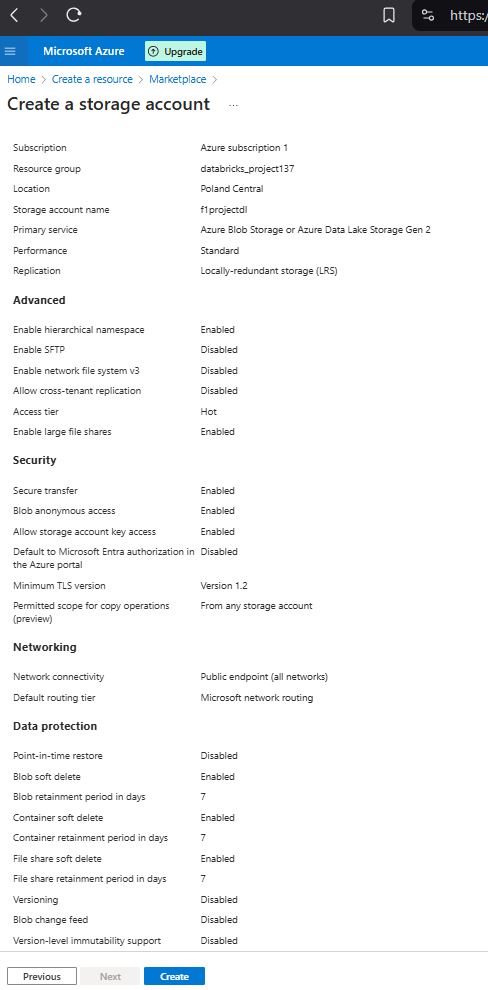 https:/
Microsoft Azure
Upgrade
Home > Create a resource > Marketplace >
Create a storage account ...
Subscription Azure subscription 1
Resource group databricks_project137
Location Poland Central
Storage account name f1projectdl
Primary service Azure Blob Storage or Azure Data Lake Storage Gen 2
Performance Standard
Replication Locally-redundant storage (LRS)
Advanced
Enable hierarchical namespace Enabled
Enable SFTP Disabled
Enable network file system v3 Disabled
Allow cross-tenant replication Disabled
Access tier Hot
Enable large file shares Enabled
Security
Secure transfer Enabled
Blob anonymous access Enabled
Allow storage account key access Enabled
Default to Microsoft Entra authorization in Disabled
the Azure portal
Minimum TLS version Version 1.2
Permitted scope for copy operations From any storage account
(preview)
Networking
Network connectivity Public endpoint (all networks)
Default routing tier Microsoft network routing
Data protection
Point-in-time restore Disabled
Blob soft delete Enabled
Blob retainment period in days 7
Container soft delete Enabled
Container retainment period in days 7
File share soft delete Enabled
File share retainment period in days 7
Versioning Disabled
Blob change feed Disabled
Version-level immutability support Disabled
Previous Next Create